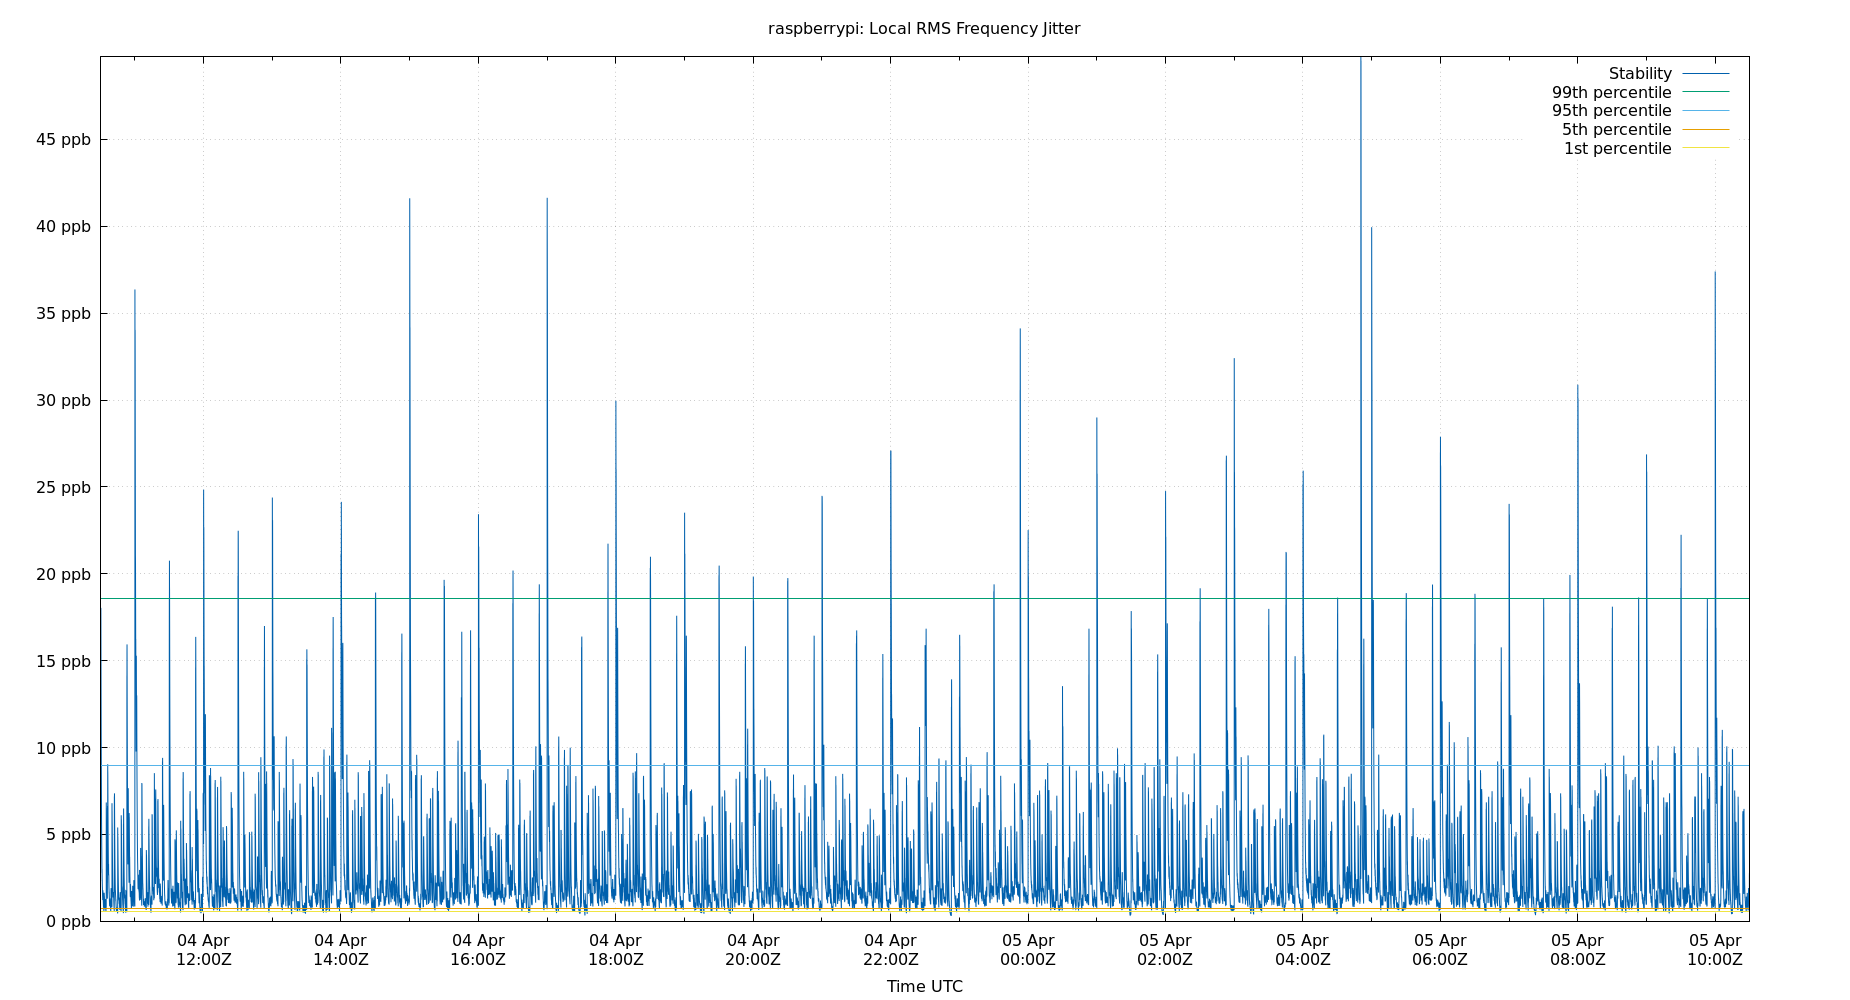 raspberrypi: Local RMS Frequency Jitter
Stability
99th percentile
95th percentile
5th percentile
1st percentile
45 ppb
40 ppb
35 ppb
30 ppb
25 ppb
20 ppb
15 ppb
10 ppb
5 ppb
0 ppb
04 Apr 04 Apr 04 Apr 04 Apr 04 Apr 04 Apr 05 Apr 05 Apr 05 Apr 05 Apr 05 Apr 05 Apr
12:00Z 14:00Z 16:00Z 18:00Z 20:00Z 22:00Z 00:00Z 02:00Z 04:00Z 06:00Z 08:00Z 10:00Z
Time UTC